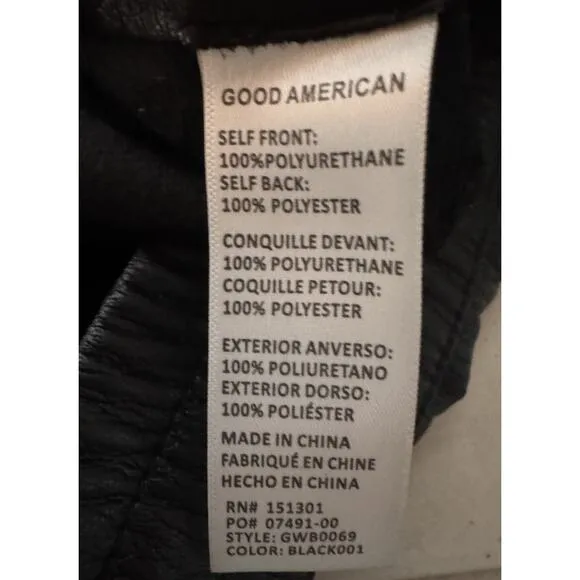 GOOD AMERICAN
SELF FRONT:
100%POLYURETHANE
SELF BACK:
100% POLYESTER
CONQUILLE DEVANT:
100% POLYURETHANE
COQUILLE PETOUR:
100% POLYESTER
EXTERIOR ANVERSO:
100% POLIURETANO
EXTERIOR DORSO:
100% POLIÉSTER
MADE IN CHINA
FABRIQUÉ EN CHINE
HECHO EN CHINA
RN# 151301
PO# 07491-00
STYLE: GWB0069
COLOR: BLACK001